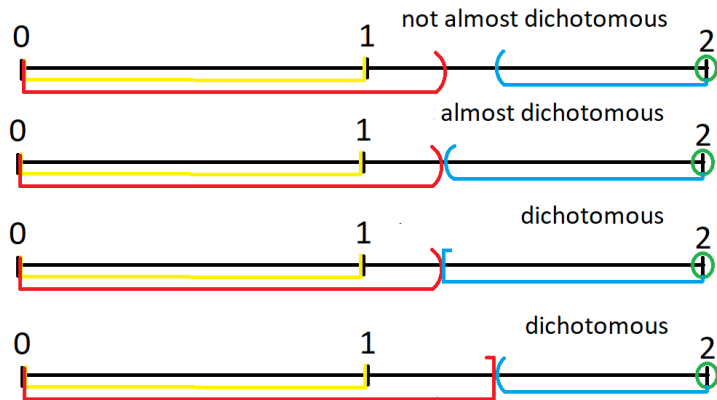 not almost dichotomous
0 1 2
almost dichotomous
0 1 2
dichotomous
0 1 2
dichotomous
0 1 2